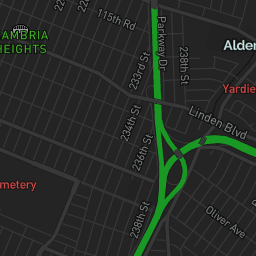 115th Rd
Parkway Dr
238th St
Alden
AMBRIA
HEIGHTS
233rd St
Yardie
234th St
Linden Blvd
236th St
metery
238th St
Oliver Ave